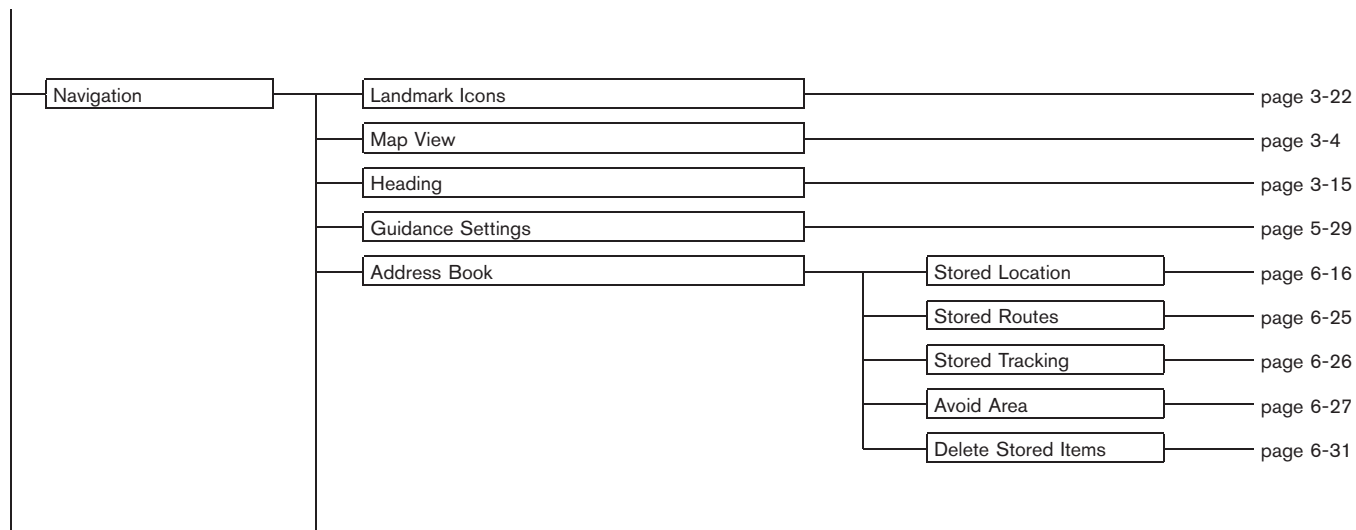 Navigation Landmark Icons page 3-22
Map View page 3-4
Heading page 3-15
Guidance Settings page 5-29
Address Book Stored Location page 6-16
Stored Routes page 6-25
Stored Tracking page 6-26
Avoid Area page 6-27
Delete Stored Items page 6-31